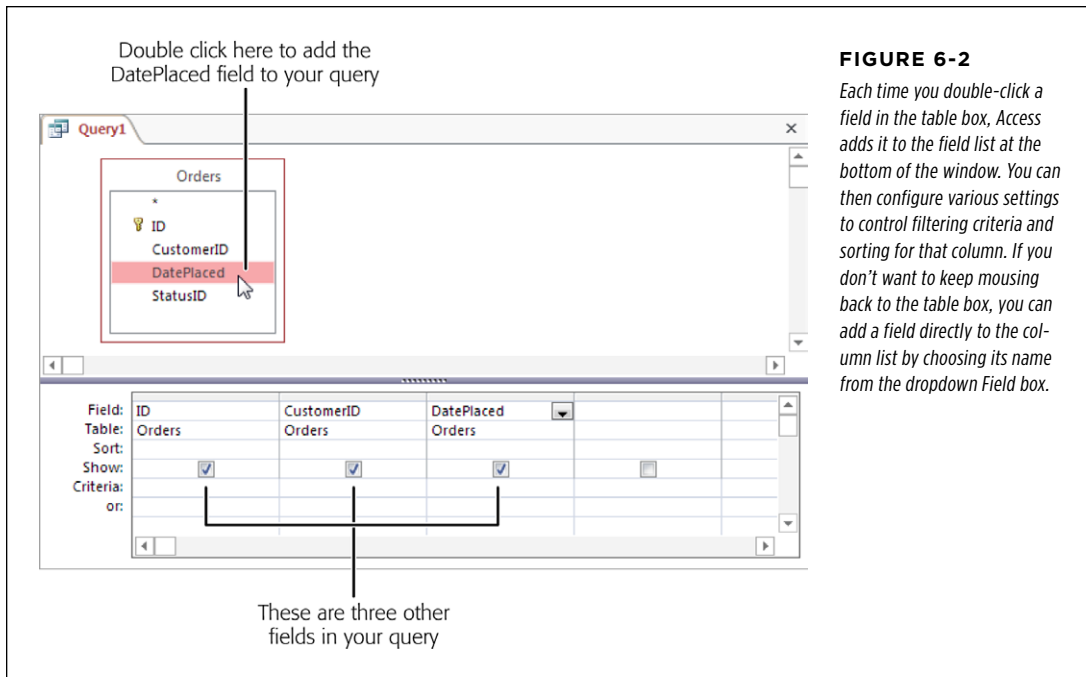 Double click here to add the
DatePlaced field to your query
Query1
Orders
*
ID
CustomerID
DatePlaced
StatusID
Field: ID CustomerID DatePlaced
Table: Orders Orders Orders
Sort:
Show:
Criteria:
or:
These are three other
fields in your query
FIGURE 6-2
Each time you double-click a
field in the table box, Access
adds it to the field list at the
bottom of the window. You can
then configure various settings
to control filtering criteria and
sorting for that column. If you
don’t want to keep mousing
back to the table box, you can
add a field directly to the col-
umn list by choosing its name
from the dropdown Field box.